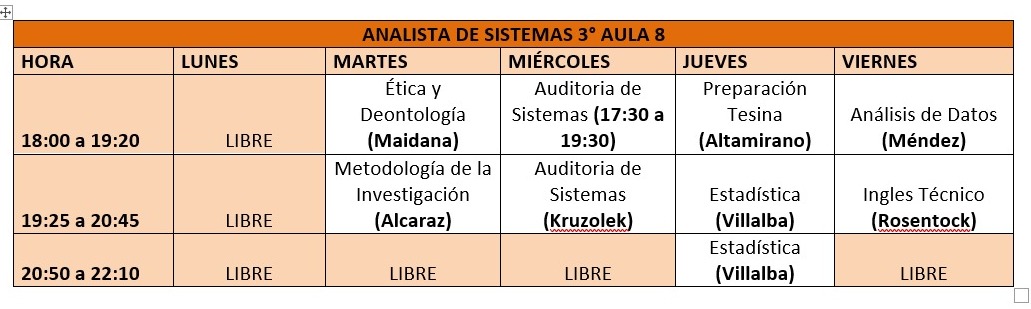 ANALISTA DE SISTEMAS 3° AULA 8
HORA LUNES MARTES MIÉRCOLES JUEVES VIERNES
18:00 a 19:20
LIBRE
Ética y
Deontología
(Maidana)
Auditoria de
Sistemas (17:30 a
19:30)
Preparación
Tesina
(Altamirano)
Análisis de Datos
(Méndez)
19:25 a 20:45
LIBRE
Metodología de la
Investigación
(Alcaraz)
Auditoria de
Sistemas
(Kruzolek)
Estadística
(Villalba)
Ingles Técnico
(Rosentock)
20:50 a 22:10
LIBRE
LIBRE
LIBRE
Estadística
(Villalba)
LIBRE